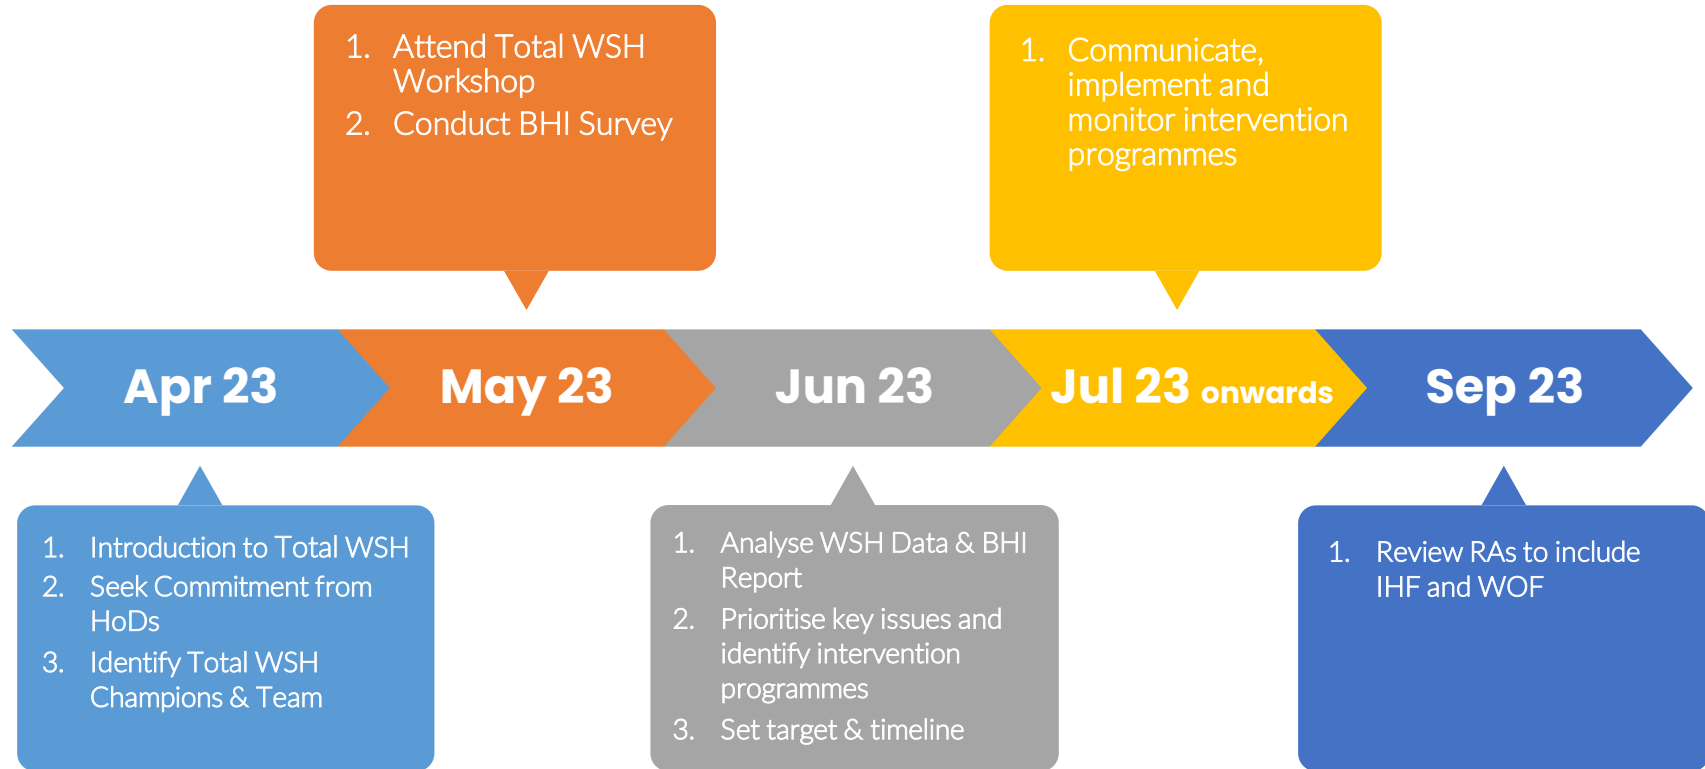 1. Attend Total WSH
Workshop
2. Conduct BHI Survey
1. Communicate,
implement and
monitor intervention
programmes
Apr 23
May 23
Jun 23
Jul 23 onwards
Sep 23
1. Introduction to Total WSH
2. Seek Commitment from
HoDs
3. Identify Total WSH
Champions & Team
1. Analyse WSH Data & BHI
Report
2. Prioritise key issues and
identify intervention
programmes
3. Set target & timeline
1. Review RAs to include
IHF and WOF